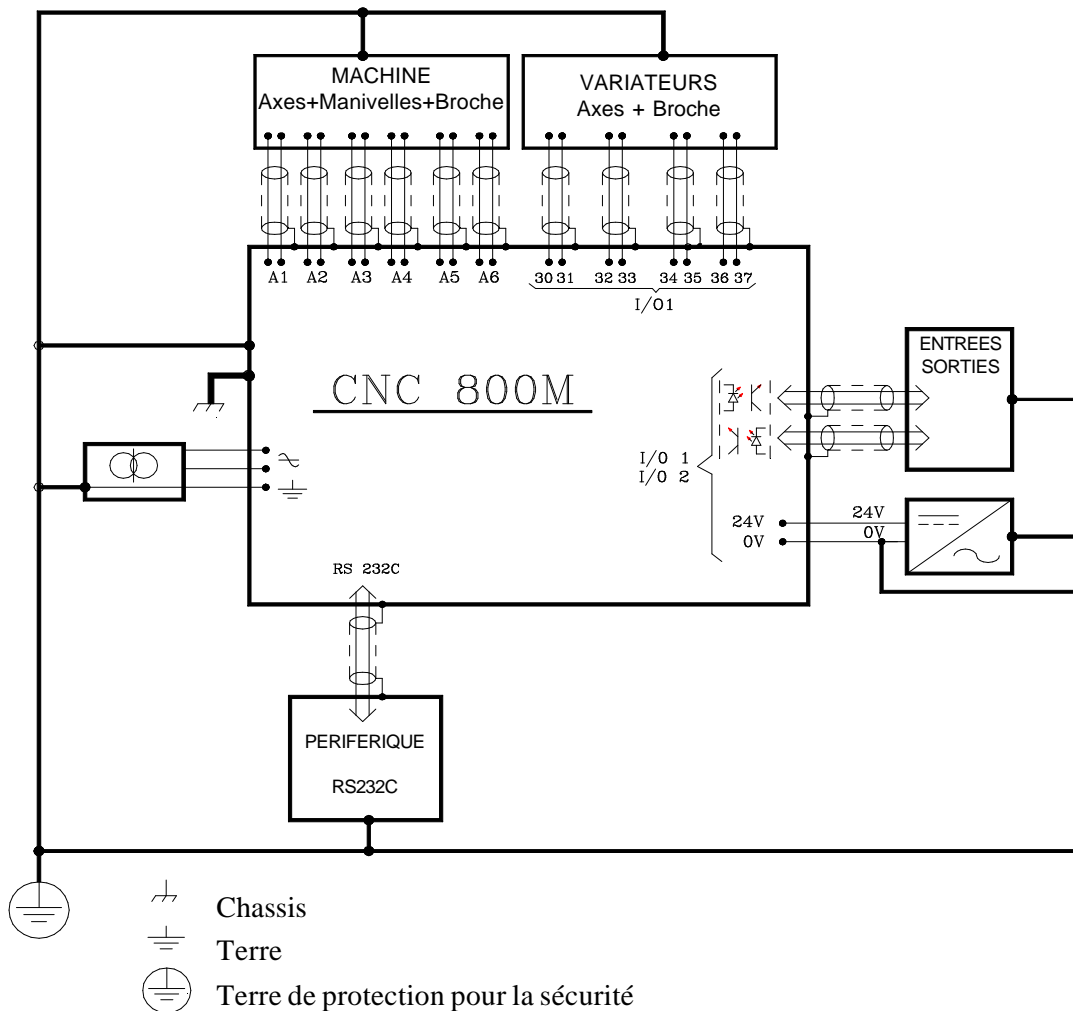 MACHINE
Axes+Manivelles+Broche
VARIATEURS
Axes + Broche
A1 A2 A3 A4 A5 A6
30 31 32 33 34 35 36 37
I/O1
CNC 800M
ENTREES
SORTIES
I/O 1
I/O 2
24V 24V
0V 0V
RS 232C
PERIFERIQUE
RS232C
Chassis
Terre
Terre de protection pour la sécurité